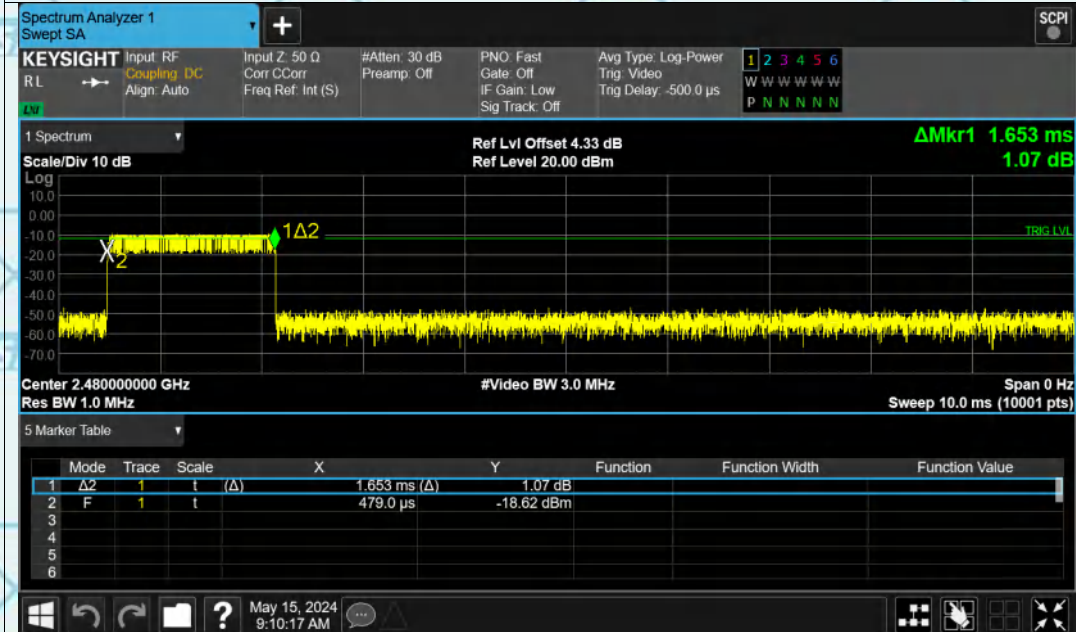 Spectrum Analyzer 1
Swept SA
+
SCPI
KEYSIGHT
RL
LXI
Input: RF
Coupling: DC
Align: Auto
Input Z: 50 Ω
Corr CCorr
Freq Ref: Int (S)
#Atten: 30 dB
Preamp: Off
PNO: Fast
Gate: Off
IF Gain: Low
Sig Track: Off
Avg Type: Log-Power
Trig: Video
Trig Delay: -500.0 µs
1 2 3 4 5 6
W W W W W W
P N N N N N
1 Spectrum
Scale/Div 10 dB
Ref Lvl Offset 4.33 dB
Ref Level 20.00 dBm
ΔMkr1 1.653 ms
1.07 dB
Log
10.0
0.00
-10.0
-20.0
-30.0
-40.0
-50.0
-60.0
-70.0
1Δ2
2
TRIG LVL
Center 2.480000000 GHz
Res BW 1.0 MHz
#Video BW 3.0 MHz
Span 0 Hz
Sweep 10.0 ms (10001 pts)
5 Marker Table
Mode Trace Scale X Y Function Function Width Function Value
1 Δ2 1 t (Δ) 1.653 ms (Δ) 1.07 dB
2 F 1 t 479.0 µs -18.62 dBm
3
4
5
6
?
May 15, 2024
9:10:17 AM